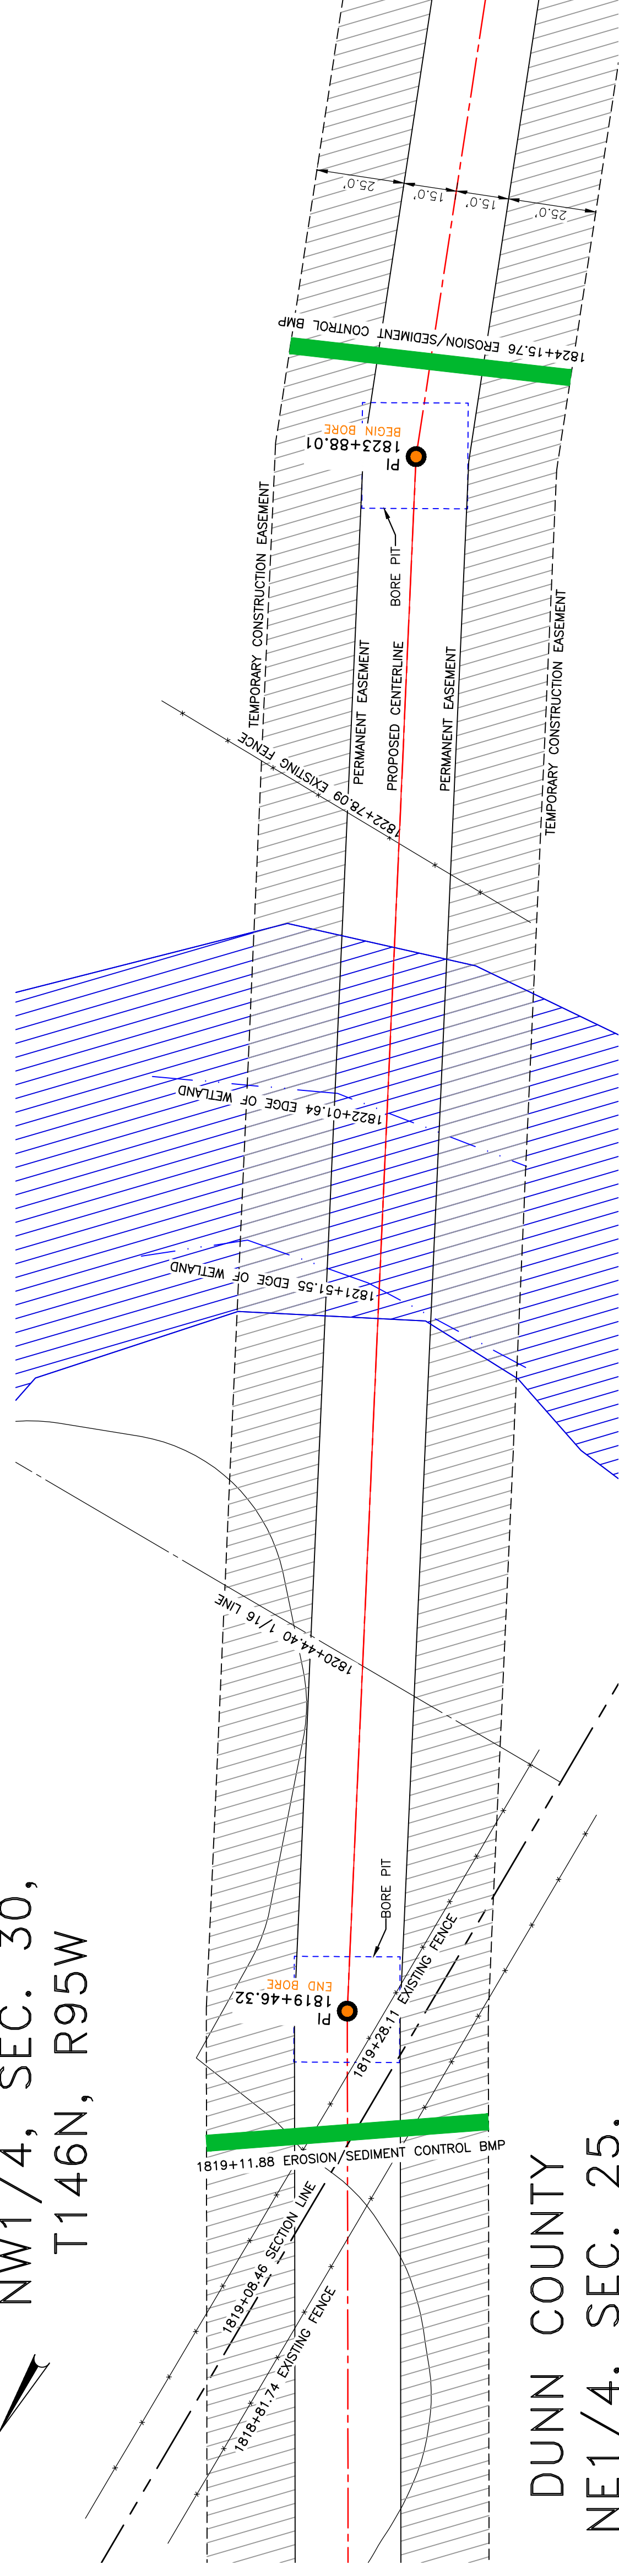 25.0'
15.0'
15.0'
25.0'
1824+15.76 EROSION/SEDIMENT CONTROL BMP
PI
1823+88.01
BEGIN BORE
BORE PIT
TEMPORARY CONSTRUCTION EASEMENT
PERMANENT EASEMENT
PROPOSED CENTERLINE
PERMANENT EASEMENT
TEMPORARY CONSTRUCTION EASEMENT
1822+78.09 EXISTING FENCE
1822+01.64 EDGE OF WETLAND
1821+51.55 EDGE OF WETLAND
1820+44.40 1/16 LINE
BORE PIT
PI
1819+46.32
END BORE
1819+28.11 EXISTING FENCE
1819+11.88 EROSION/SEDIMENT CONTROL BMP
1819+08.46 SECTION LINE
1818+81.74 EXISTING FENCE
NW1/4, SEC. 30,
T146N, R95W
DUNN COUNTY
NE1/4, SEC. 25,